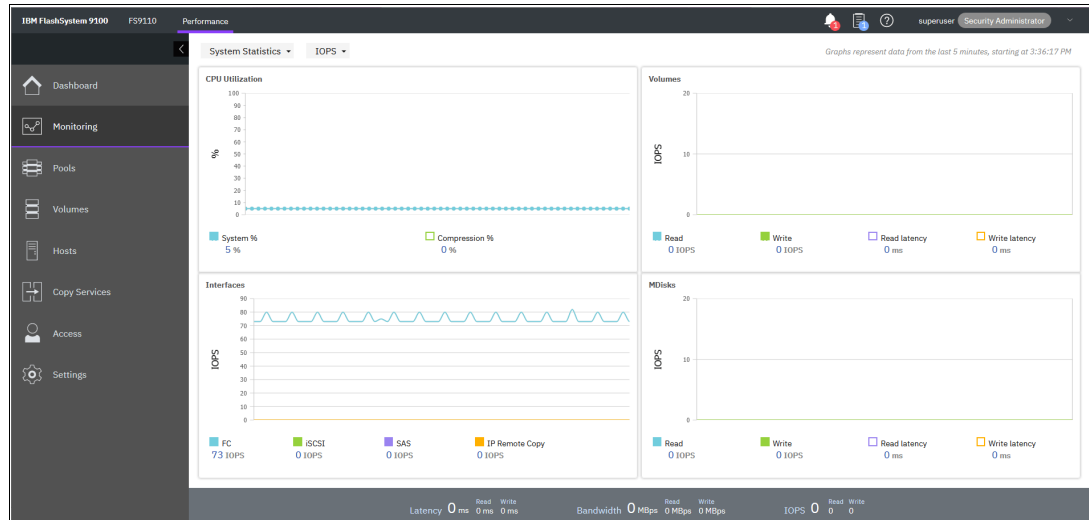 IBM FlashSystem 9100 FS9110 Performance 1 1 ? superuser Security Administrator
System Statistics IOPS Graphs represent data from the last 5 minutes, starting at 3:36:17 PM
Dashboard
Monitoring
Pools
Volumes
Hosts
Copy Services
Access
Settings
CPU Utilization
100
90
80
70
60
50
40
30
20
10
0
%
System % Compression %
5 % 0 %
Volumes
20
10
0
IOPS
Read Write Read latency Write latency
0 IOPS 0 IOPS 0 ms 0 ms
Interfaces
90
80
70
60
50
40
30
20
10
0
IOPS
FC iSCSI SAS IP Remote Copy
73 IOPS 0 IOPS 0 IOPS 0 IOPS
MDisks
20
10
0
IOPS
Read Write Read latency Write latency
0 IOPS 0 IOPS 0 ms 0 ms
Read Write Read Write Read Write
Latency 0 ms 0 ms 0 ms Bandwidth 0 MBps 0 MBps 0 MBps IOPS 0 0 0